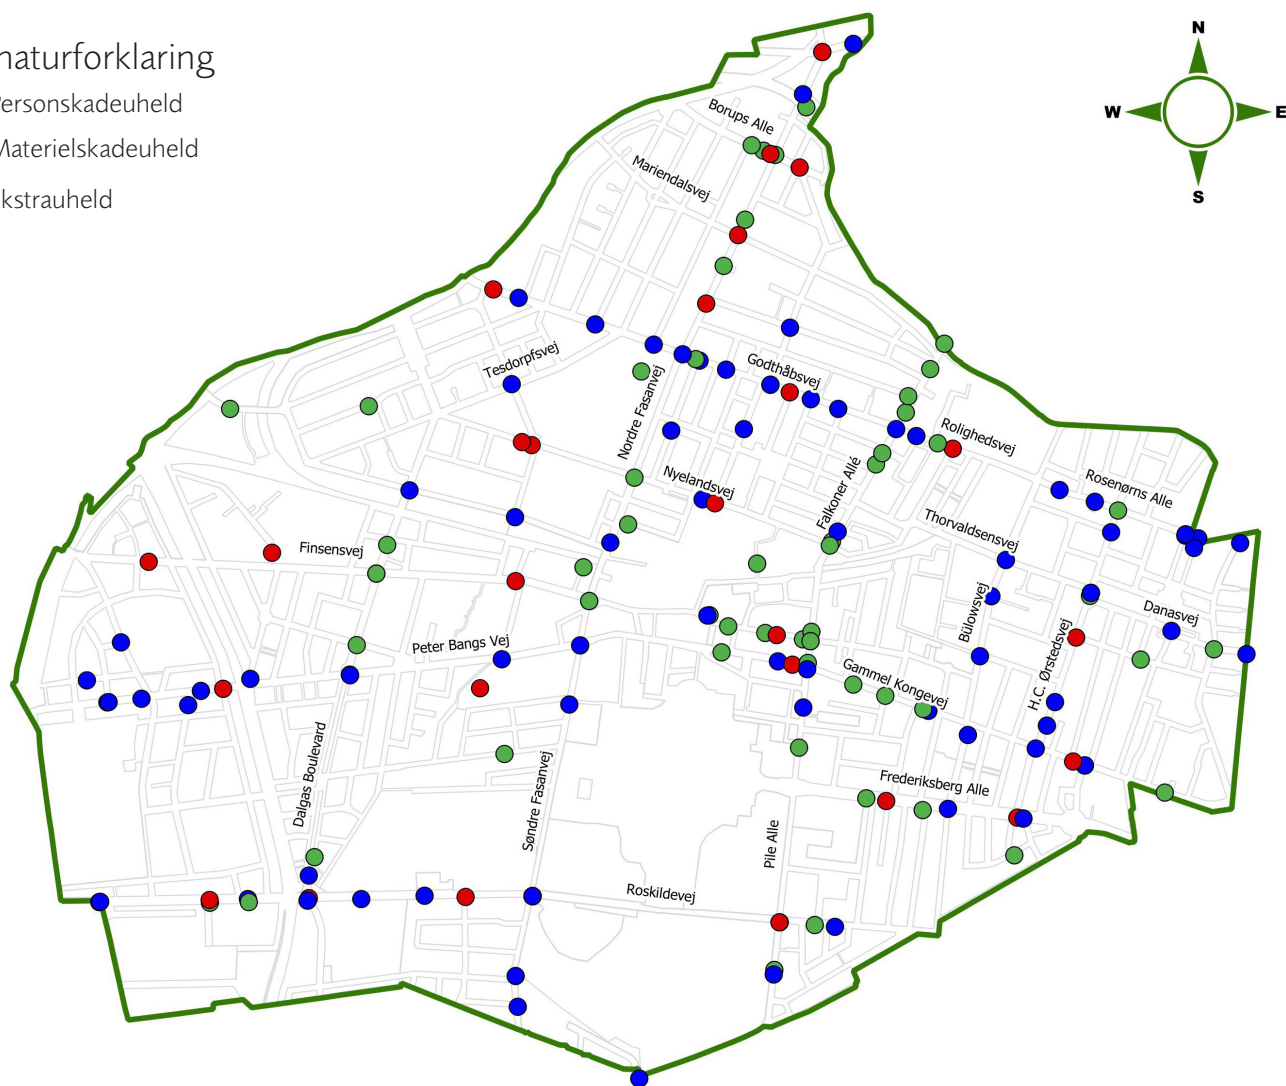 naturforklaring
Personskadeuheld
Materielskadeuheld
kstrauheld
N
W
E
S
Borups Alle
Mariendalsvej
Tesdorpfsvej
Godthåbsvej
Nordre Fasanvej
Rolighedsvej
Falkoner Allé
Nyelandsvej
Rosenørns Alle
Thorvaldsensvej
Finsensvej
Bülowsvej
Danasvej
Peter Bangs Vej
H.C. Ørstedsvej
Gammel Kongevej
Dalgas Boulevard
Søndre Fasanvej
Frederiksberg Alle
Pile Alle
Roskildevej